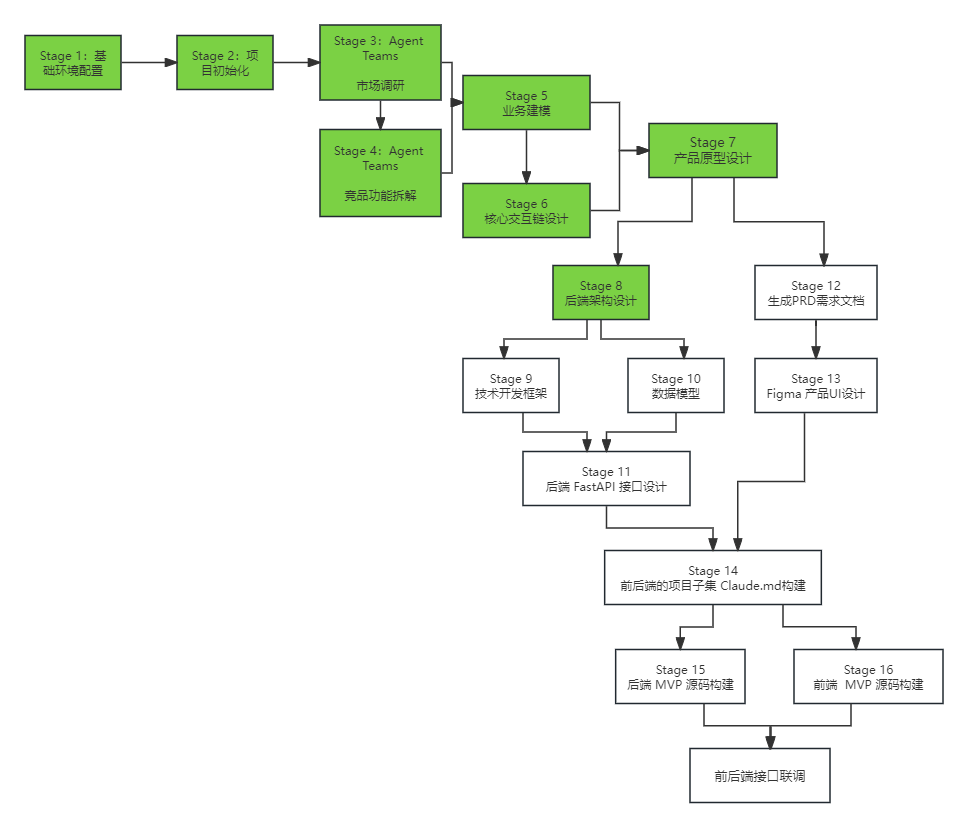 Stage 1：基
础环境配置
Stage 2：项
目初始化
Stage 3：Agent
Teams
市场调研
Stage 4：Agent
Teams
竞品功能拆解
Stage 5
业务建模
Stage 6
核心交互链设计
Stage 7
产品原型设计
Stage 8
后端架构设计
Stage 12
生成PRD需求文档
Stage 9
技术开发框架
Stage 10
数据模型
Stage 13
Figma 产品UI设计
Stage 11
后端 FastAPI 接口设计
Stage 14
前后端的项目子集 Claude.md构建
Stage 15
后端 MVP 源码构建
Stage 16
前端  MVP 源码构建
前后端接口联调